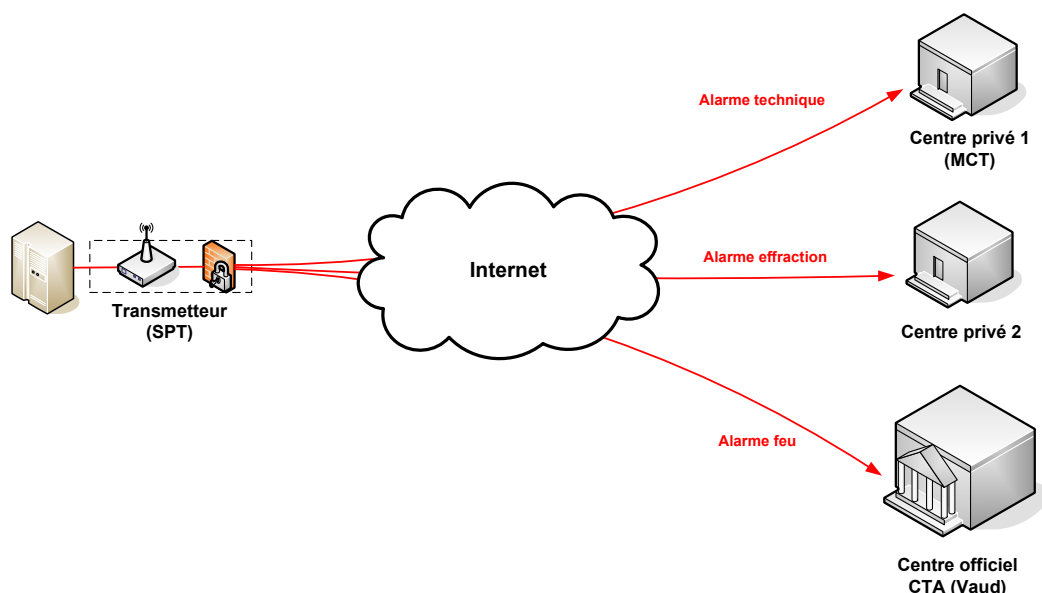 Alarme technique
Centre privé 1
(MCT)
Internet
Alarme effraction
Transmetteur
(SPT)
Centre privé 2
Alarme feu
Centre officiel
CTA (Vaud)